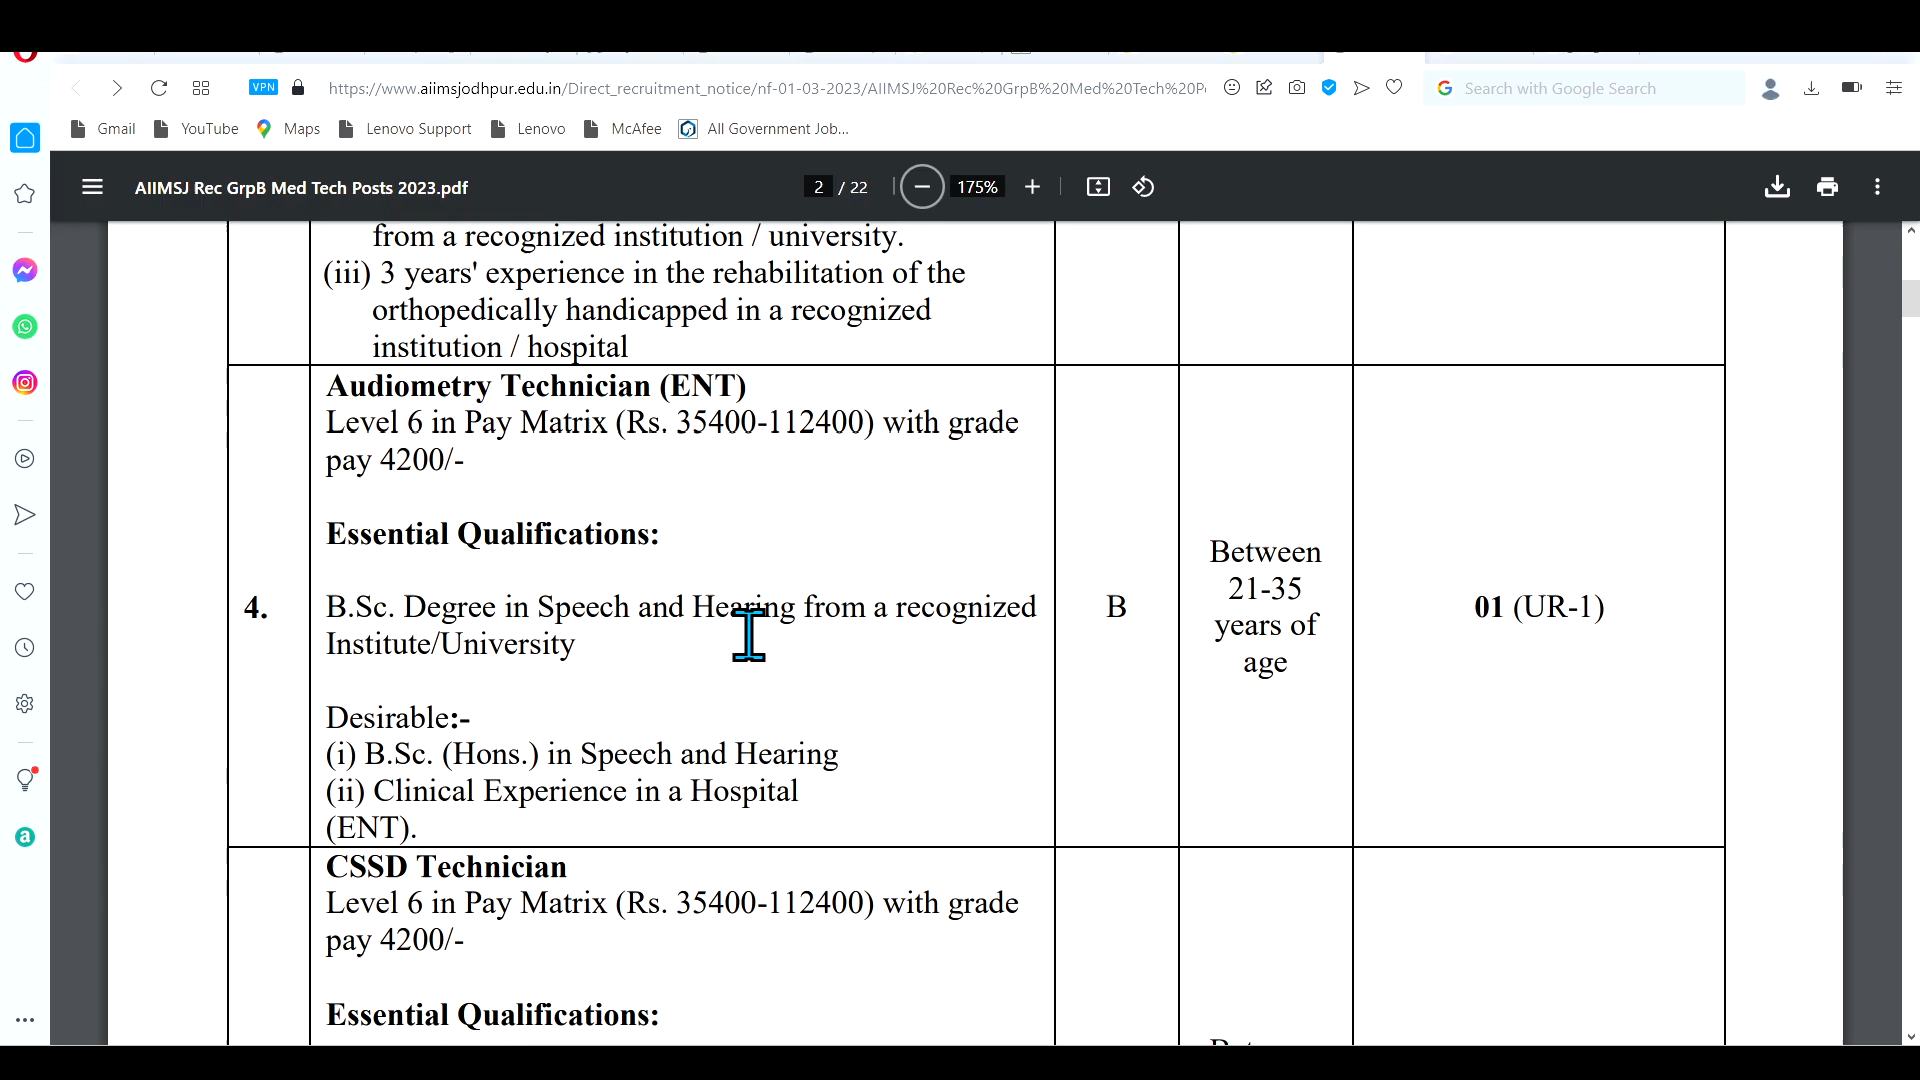 VPN
https://www.aiimsjodhpur.edu.in/Direct_recruitment_notice/nf-01-03-2023/AIIMSJ%20Rec%20GrpB%20Med%20Tech%20P
Search with Google Search
Gmail YouTube Maps Lenovo Support Lenovo McAfee All Government Job...
AIIMSJ Rec GrpB Med Tech Posts 2023.pdf 2 / 22 175%
from a recognized institution / university.
(iii) 3 years' experience in the rehabilitation of the
orthopedically handicapped in a recognized
institution / hospital
Audiometry Technician (ENT)
Level 6 in Pay Matrix (Rs. 35400-112400) with grade
pay 4200/-
Essential Qualifications:
4.
B.Sc. Degree in Speech and Hearing from a recognized
Institute/University
Desirable:-
(i) B.Sc. (Hons.) in Speech and Hearing
(ii) Clinical Experience in a Hospital
(ENT).
B
Between
21-35
years of
age
01 (UR-1)
CSSD Technician
Level 6 in Pay Matrix (Rs. 35400-112400) with grade
pay 4200/-
Essential Qualifications: